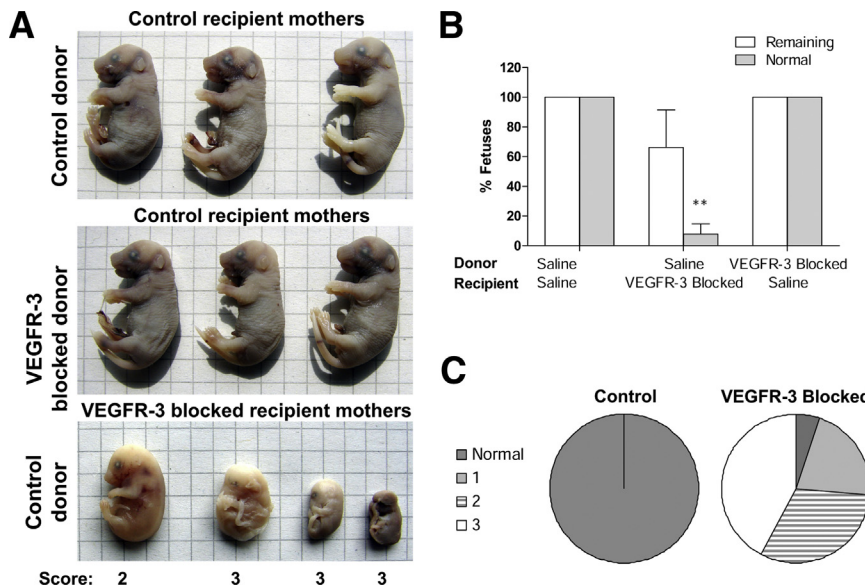 A
Control recipient mothers
Control donor
Control recipient mothers
VEGFR-3
blocked donor
VEGFR-3 blocked recipient mothers
Control
donor
Score: 2 3 3 3
B
Remaining
Normal
120
100
80
60
40
20
0
% Fetuses
**
Donor Saline Saline VEGFR-3 Blocked
Recipient Saline VEGFR-3 Blocked Saline
C
Control VEGFR-3 Blocked
Normal
1
2
3